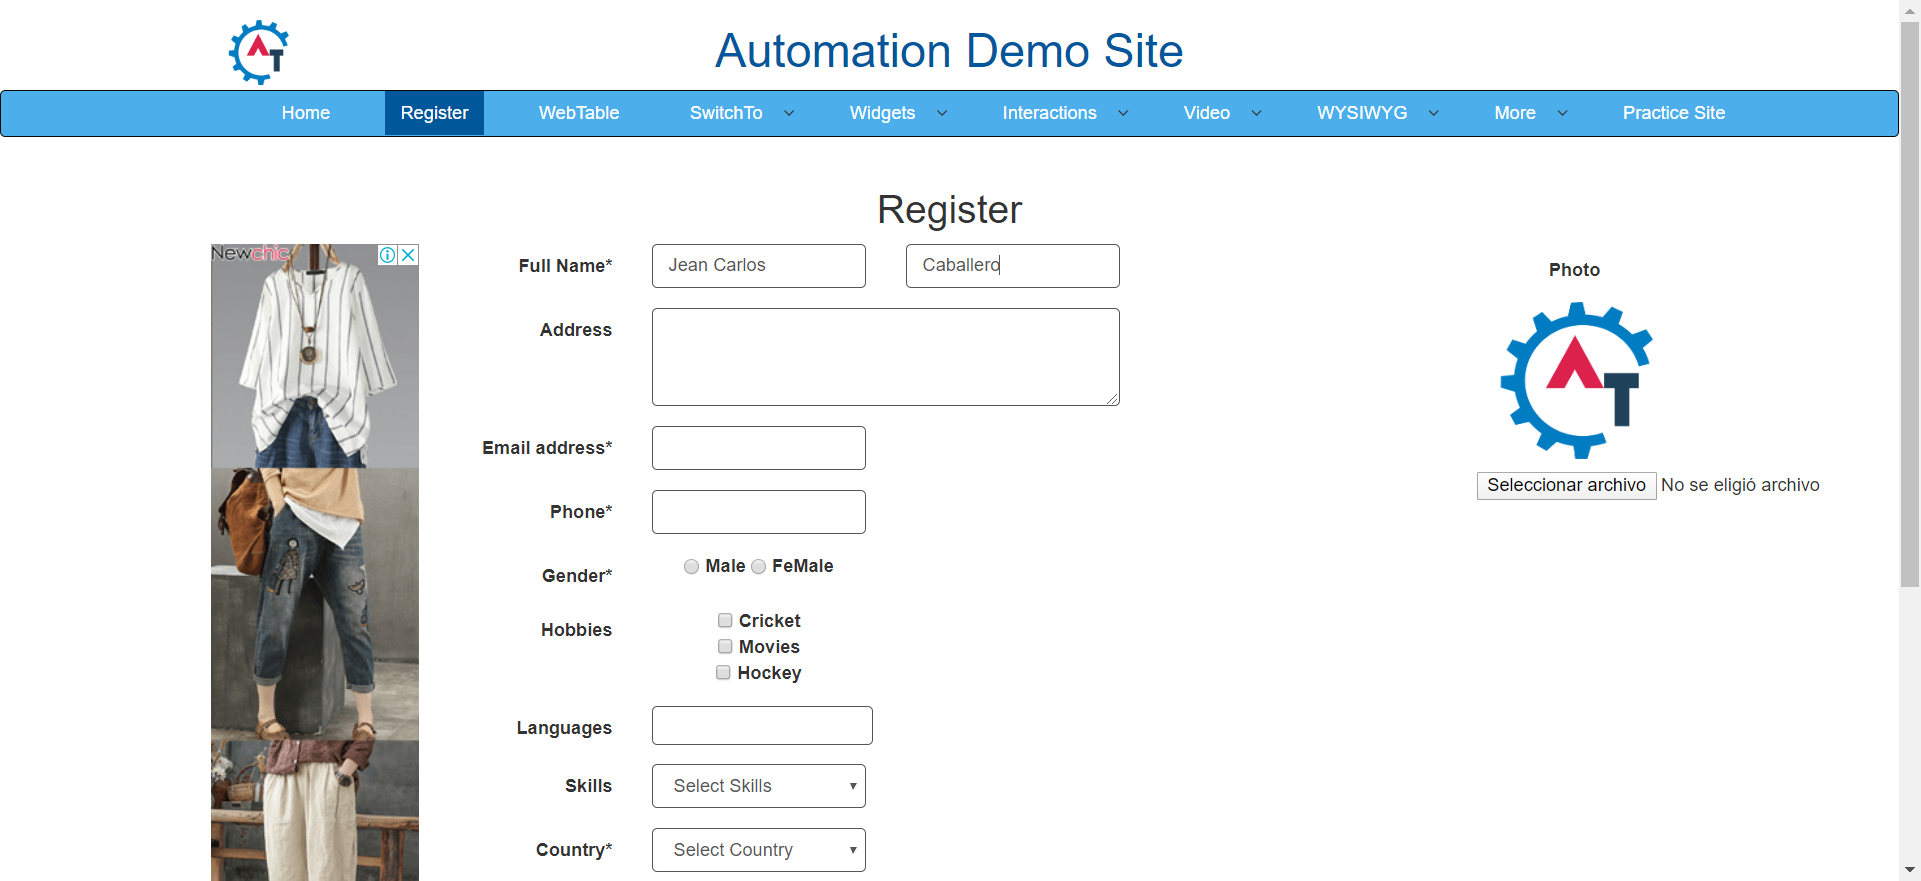 AT
Automation Demo Site
Home Register WebTable SwitchTo Widgets Interactions Video WYSIWYG More Practice Site
Register
Newchic
Full Name* Jean Carlos Caballero
Photo
Address
AT
Email address*
Seleccionar archivo No se eligió archivo
Phone*
Gender* Male FeMale
Hobbies Cricket
Movies
Hockey
Languages
Skills Select Skills
Country* Select Country